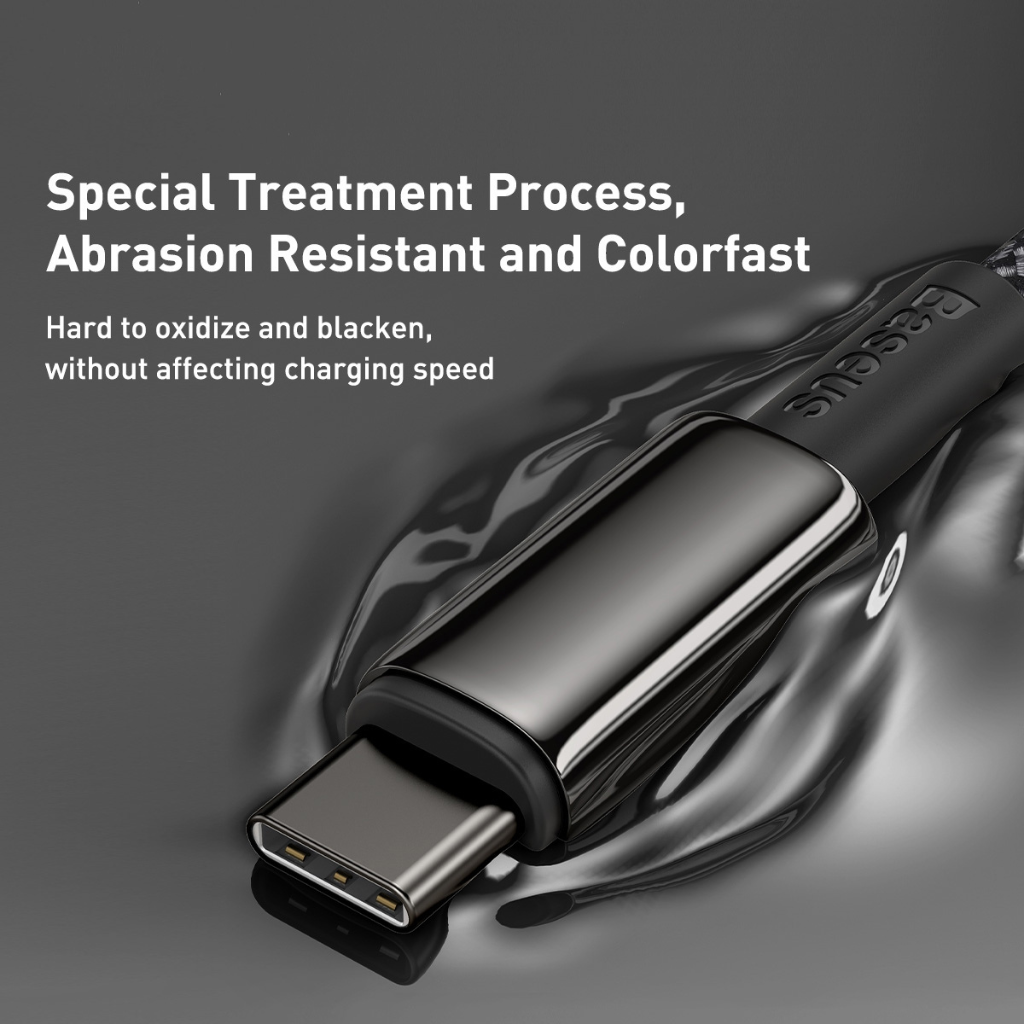 Special Treatment Process,
Abrasion Resistant and Colorfast
Hard to oxidize and blacken,
without affecting charging speed
Baseus